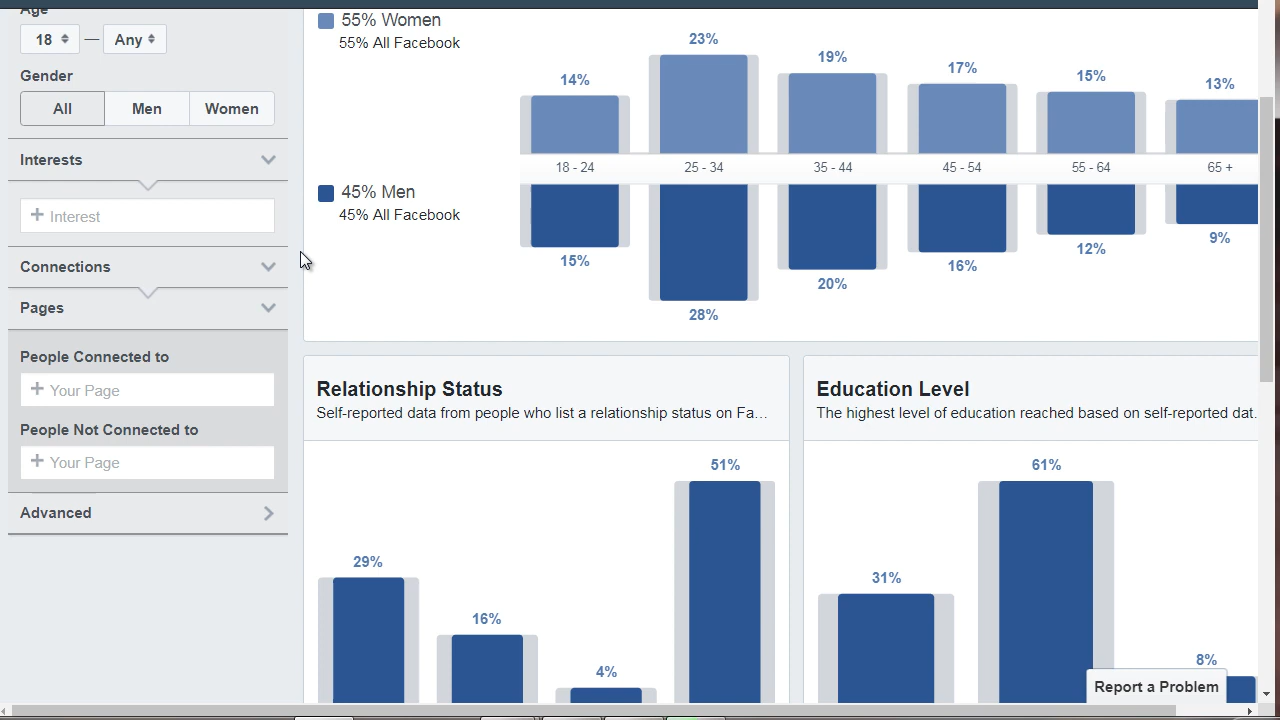 Age
18 — Any
Gender
All Men Women
Interests
+ Interest
Connections
Pages
People Connected to
+ Your Page
People Not Connected to
+ Your Page
Advanced
55% Women
55% All Facebook
14% 23% 19% 17% 15% 13%
18 - 24 25 - 34 35 - 44 45 - 54 55 - 64 65 +
45% Men
45% All Facebook
15% 28% 20% 16% 12% 9%
Relationship Status
Self-reported data from people who list a relationship status on Fa...
29% 16% 4% 51%
Education Level
The highest level of education reached based on self-reported dat.
31% 61% 8%
Report a Problem